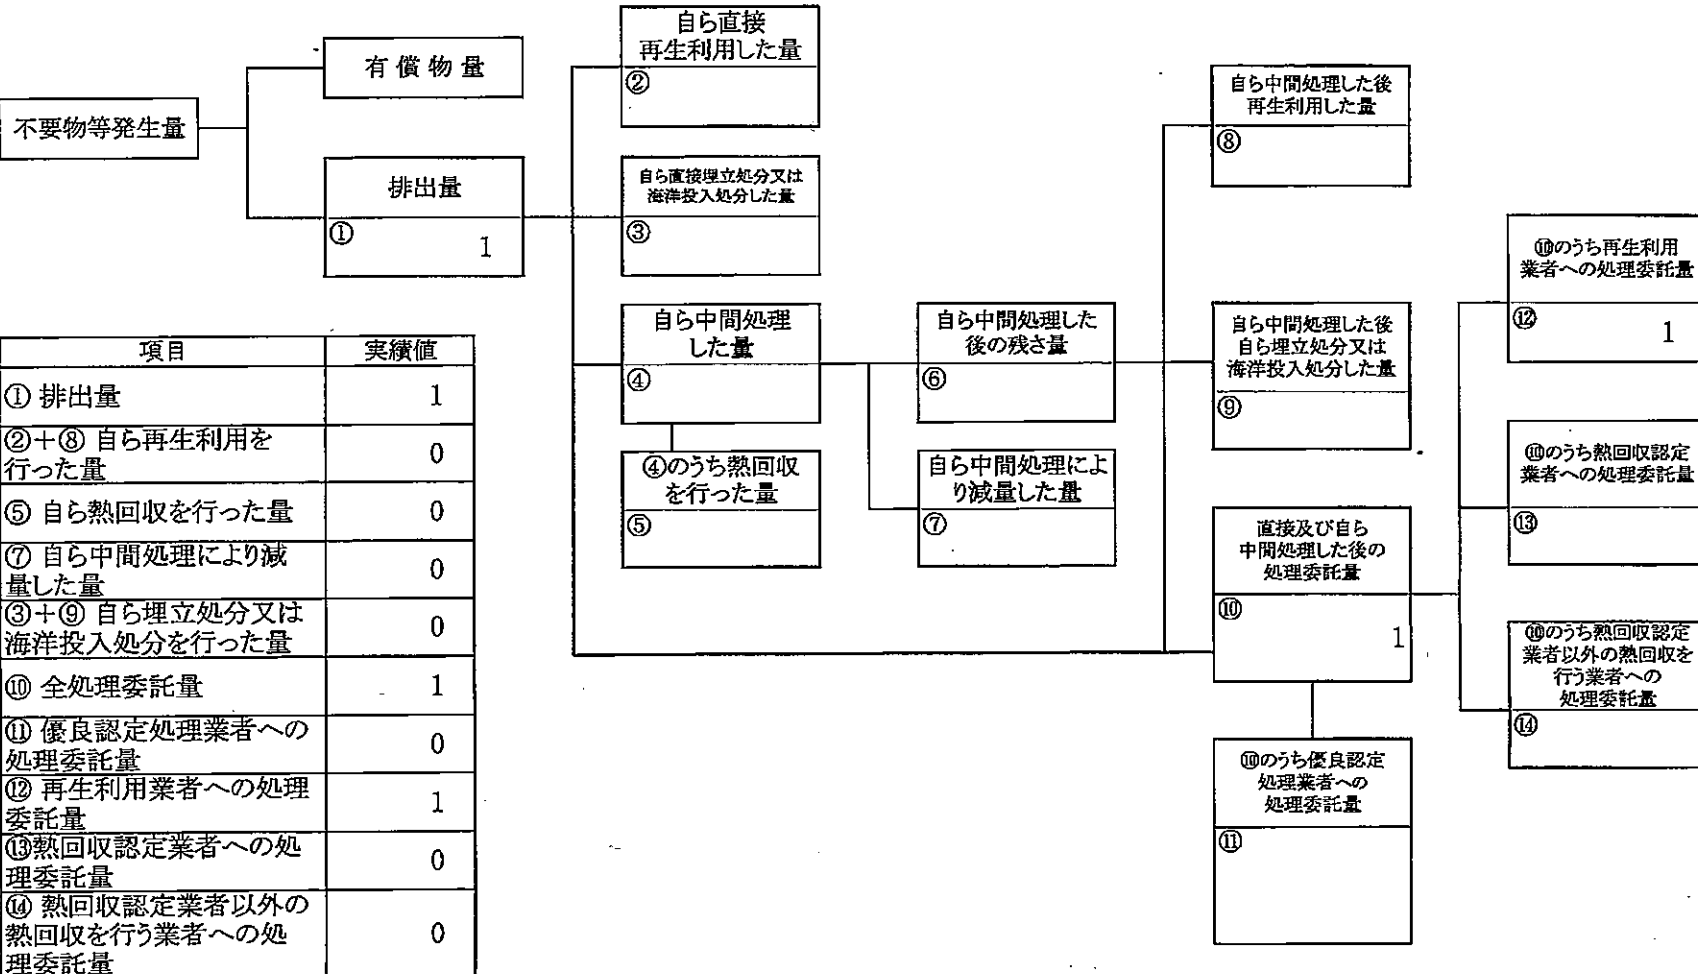 不要物等発生量
有償物量
排出量
①
1
自ら直接
再生利用した量
②
自ら直接埋立処分又は
海洋投入処分した量
③
自ら中間処理
した量
④
④のうち熱回収
を行った量
⑤
自ら中間処理した
後の残さ量
⑥
自ら中間処理によ
り減量した量
⑦
自ら中間処理した後
再生利用した量
⑧
自ら中間処理した後
自ら埋立処分又は
海洋投入処分した量
⑨
直接及び自ら
中間処理した後の
処理委託量
⑩
1
⑩のうち優良認定
処理業者への
処理委託量
⑪
⑩のうち再生利用
業者への処理委託量
⑫
1
⑩のうち熱回収認定
業者への処理委託量
⑬
⑩のうち熱回収認定
業者以外の熱回収を
行う業者への
処理委託量
⑭
項目 実績値
① 排出量 1
②+⑧ 自ら再生利用を
行った量 0
⑤ 自ら熱回収を行った量 0
⑦ 自ら中間処理により減
量した量 0
③+⑨ 自ら埋立処分又は
海洋投入処分を行った量 0
⑩ 全処理委託量 1
⑪ 優良認定処理業者への
処理委託量 0
⑫ 再生利用業者への処理
委託量 1
⑬熱回収認定業者への処
理委託量 0
⑭ 熱回収認定業者以外の
熱回収を行う業者への処
理委託量 0